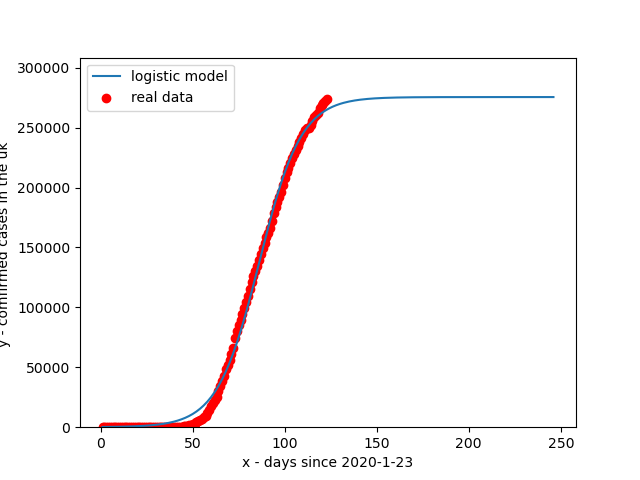 logistic model
real data
300000
250000
200000
150000
100000
50000
0
0 50 100 150 200 250
x - days since 2020-1-23
y - comfirmed cases in the uk